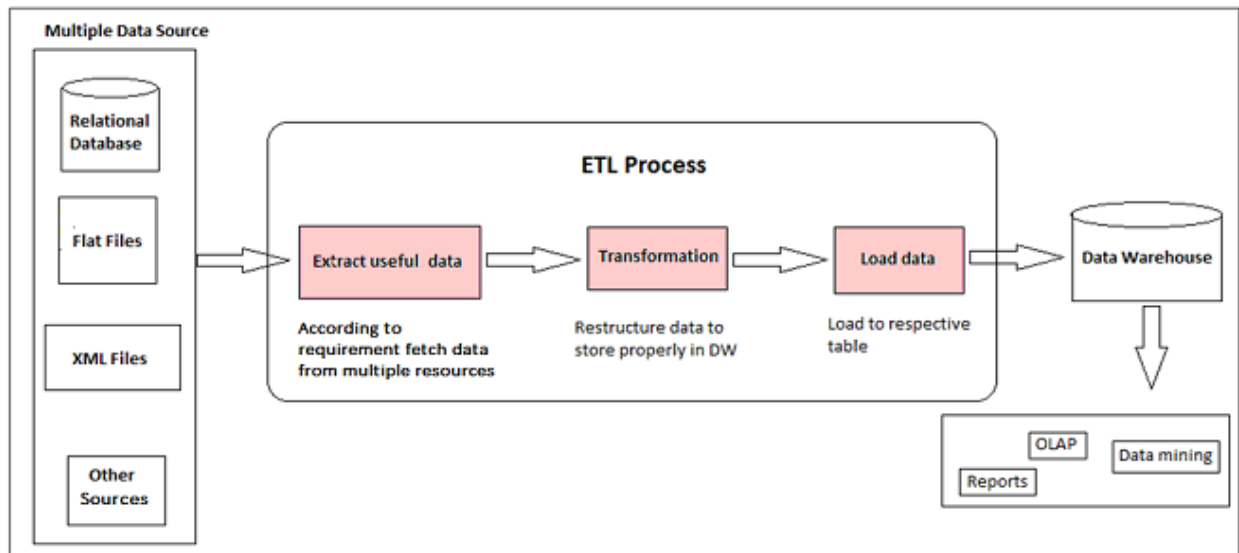 Multiple Data Source
Relational
Database
Flat Files
XML Files
Other
Sources
ETL Process
Extract useful data
According to
requirement fetch data
from multiple resources
Transformation
Restructure data to
store properly in DW
Load data
Load to respective
table
Data Warehouse
OLAP
Data mining
Reports